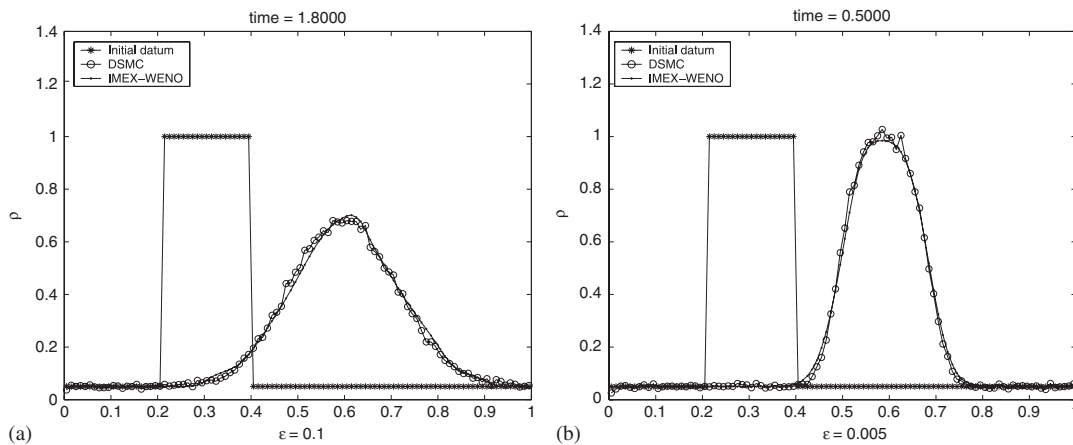 time = 1.8000
1.4
1.2
1
0.8
0.6
0.4
0.2
0
ρ
Initial datum
DSMC
IMEX-WENO
0 0.1 0.2 0.3 0.4 0.5 0.6 0.7 0.8 0.9 1
(a)
ε = 0.1
time = 0.5000
1.4
1.2
1
0.8
0.6
0.4
0.2
0
ρ
Initial datum
DSMC
IMEX-WENO
0 0.1 0.2 0.3 0.4 0.5 0.6 0.7 0.8 0.9 1
(b)
ε = 0.005